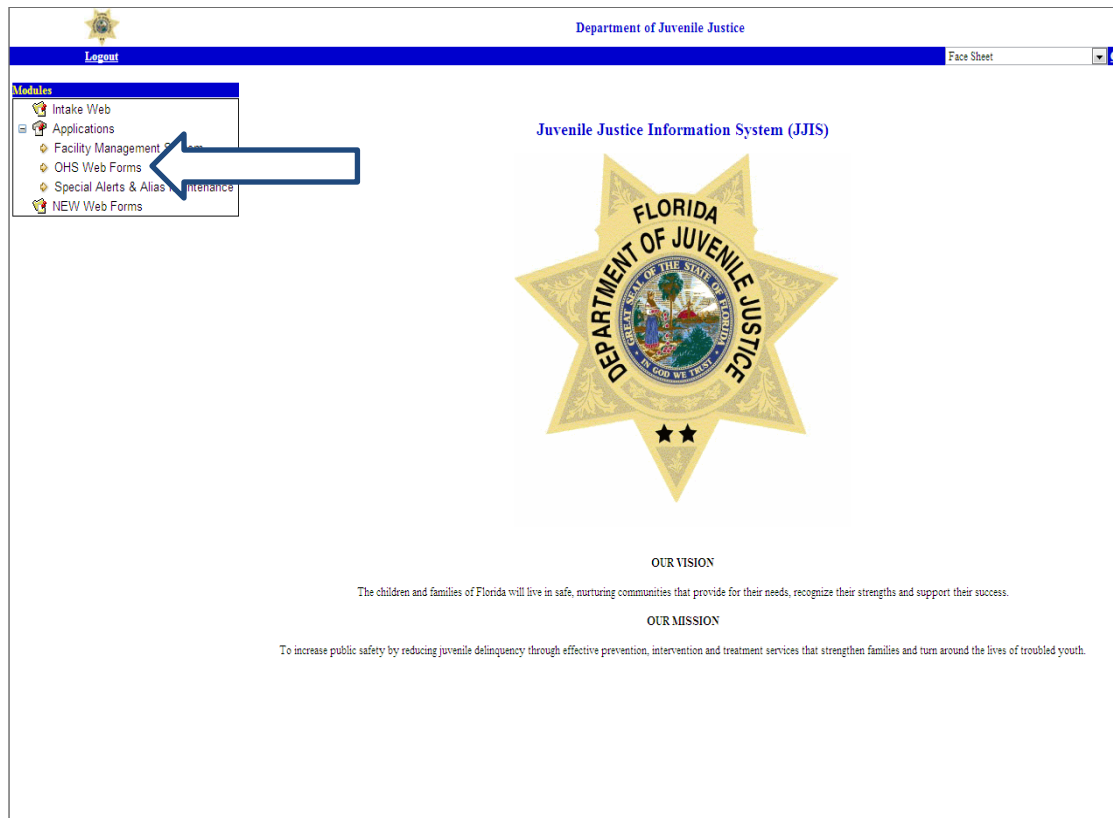 Department of Juvenile Justice
Logout
Face Sheet
Modules
Intake Web
Applications
Facility Management
OHS Web Forms
Special Alerts & Alias
NEW Web Forms
Juvenile Justice Information System (JJIS)
FLORIDA
DEPARTMENT OF JUVENILE JUSTICE
GREAT SEAL OF THE STATE OF FLORIDA
IN GOD WE TRUST
OUR VISION
The children and families of Florida will live in safe, nurturing communities that provide for their needs, recognize their strengths and support their success.
OUR MISSION
To increase public safety by reducing juvenile delinquency through effective prevention, intervention and treatment services that strengthen families and turn around the lives of troubled youth.